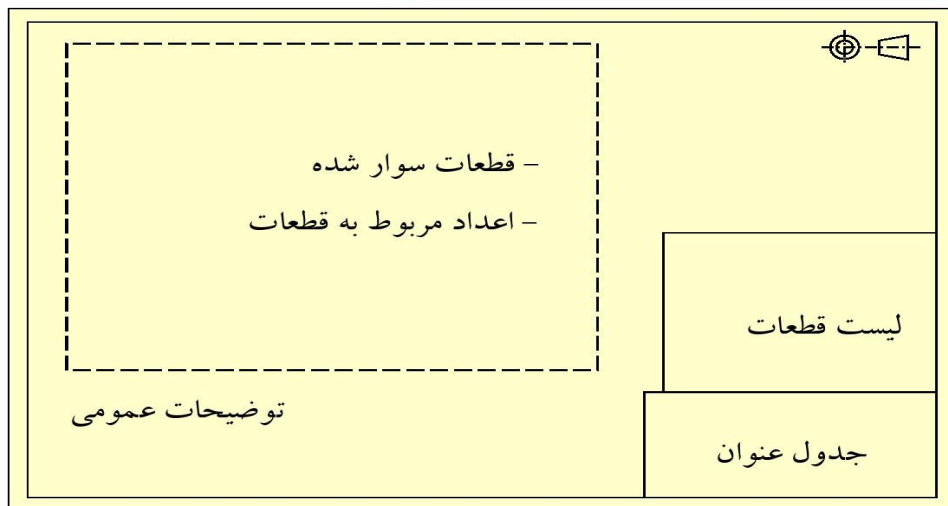 – قطعات سوار شده
– اعداد مربوط به قطعات
لیست قطعات
توضیحات عمومی
جدول عنوان